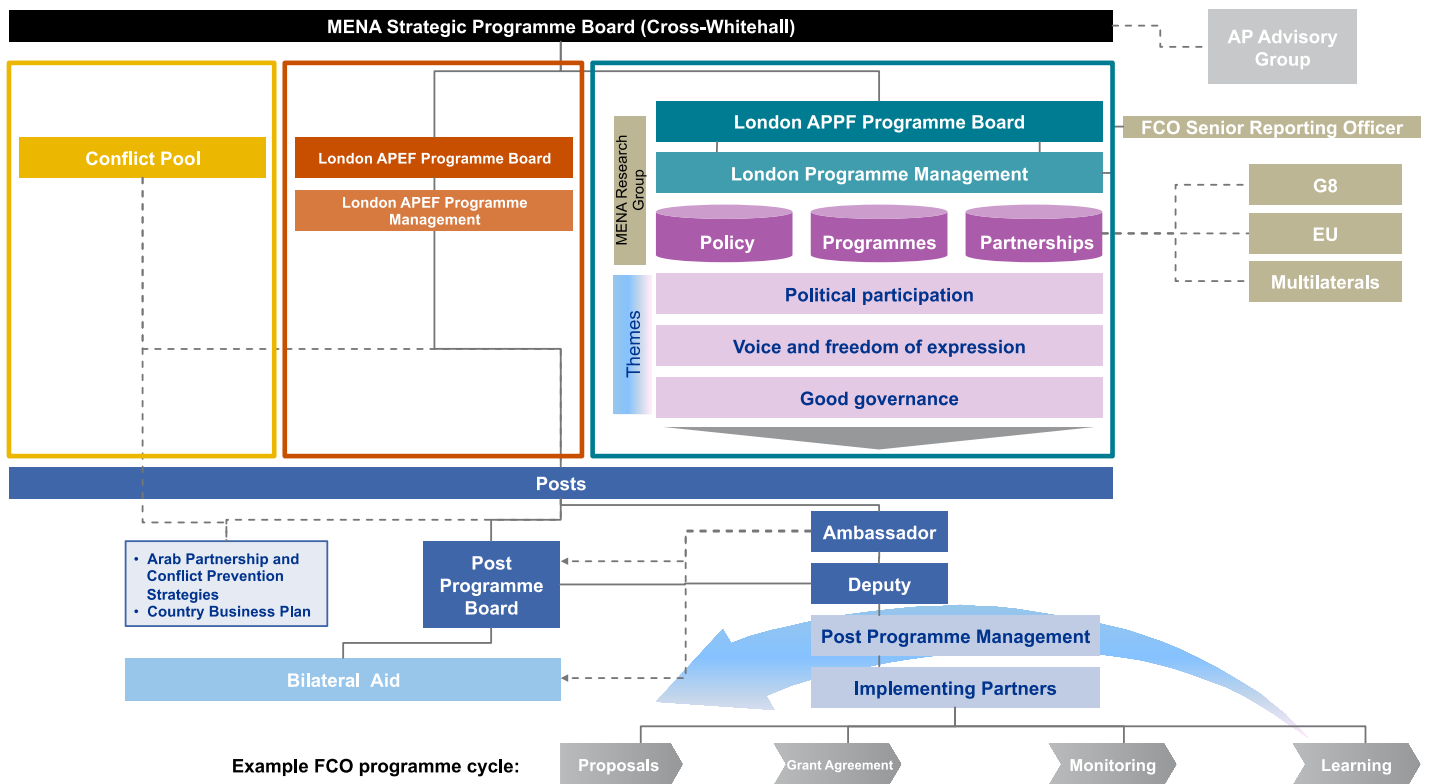 MENA Strategic Programme Board (Cross-Whitehall)
AP Advisory
Group
Conflict Pool
London APEF Programme Board
London APEF Programme
Management
MENA Research
Group
London APPF Programme Board
London Programme Management
FCO Senior Reporting Officer
Policy
Programmes
Partnerships
G8
EU
Multilaterals
Themes
Political participation
Voice and freedom of expression
Good governance
Posts
• Arab Partnership and
Conflict Prevention
Strategies
• Country Business Plan
Post
Programme
Board
Ambassador
Deputy
Post Programme Management
Bilateral Aid
Implementing Partners
Example FCO programme cycle:
Proposals
Grant Agreement
Monitoring
Learning